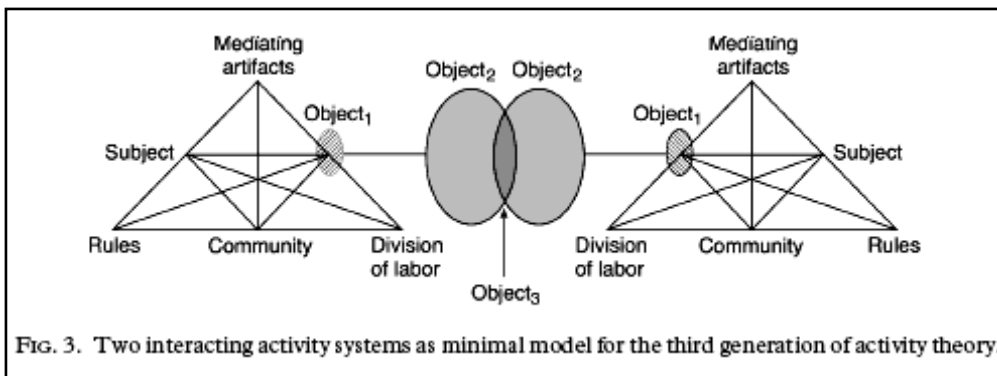 Mediating
artifacts
Mediating
artifacts
Object2 Object2
Object1
Object1
Subject
Subject
Rules Community Division
of labor
Division
of labor
Community Rules
Object3
FIG. 3. Two interacting activity systems as minimal model for the third generation of activity theory.